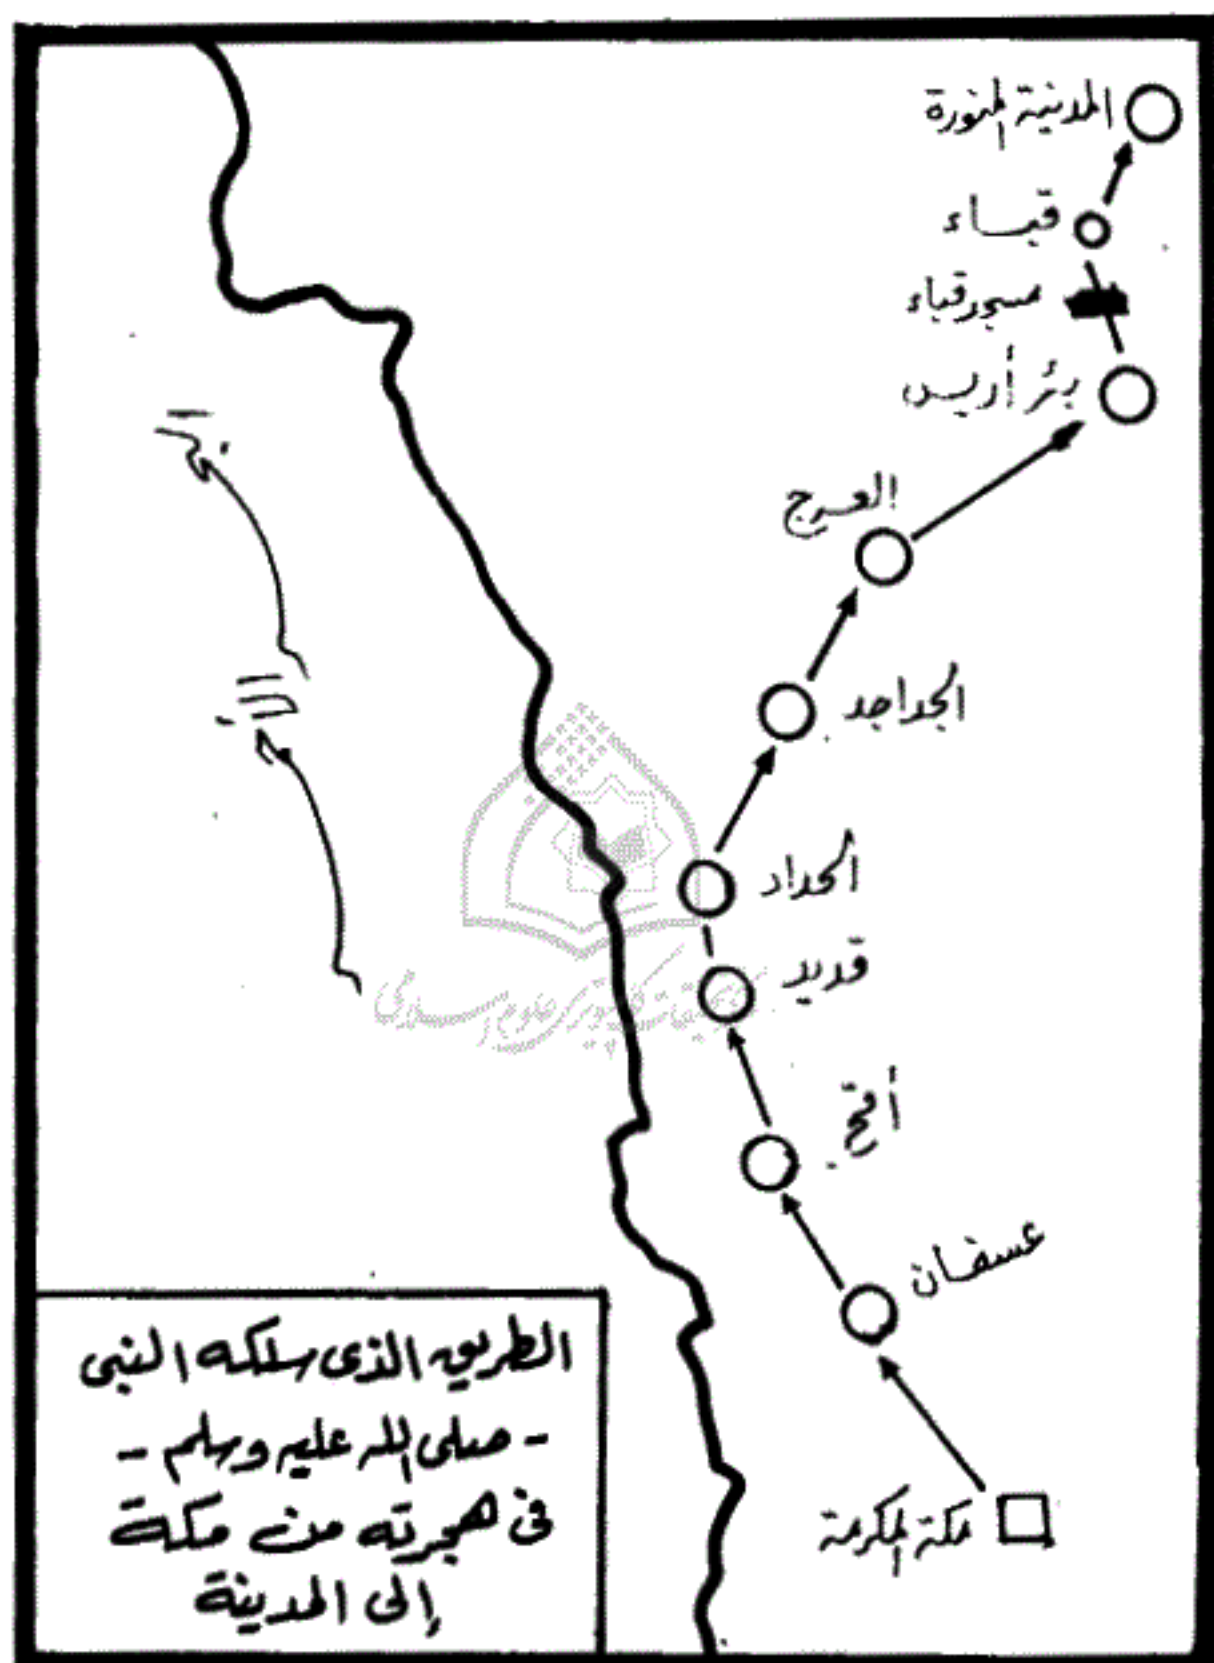 المدينة المنورة
قباء
مسجد قباء
بئر أريس
العرج
الجداجد
الحداد
قديد
أمج
عسفان
مكة المكرمة
الطريق الذى سلكه النبى
- صلى الله عليه وسلم -
فى هجرته من مكة
إلى المدينة